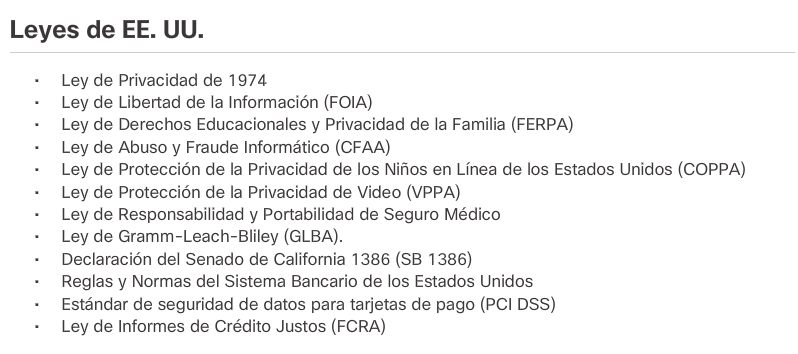 Leyes de EE. UU.
· Ley de Privacidad de 1974
· Ley de Libertad de la Información (FOIA)
· Ley de Derechos Educacionales y Privacidad de la Familia (FERPA)
· Ley de Abuso y Fraude Informático (CFAA)
· Ley de Protección de la Privacidad de los Niños en Línea de los Estados Unidos (COPPA)
· Ley de Protección de la Privacidad de Video (VPPA)
· Ley de Responsabilidad y Portabilidad de Seguro Médico
· Ley de Gramm-Leach-Bliley (GLBA).
· Declaración del Senado de California 1386 (SB 1386)
· Reglas y Normas del Sistema Bancario de los Estados Unidos
· Estándar de seguridad de datos para tarjetas de pago (PCI DSS)
· Ley de Informes de Crédito Justos (FCRA)